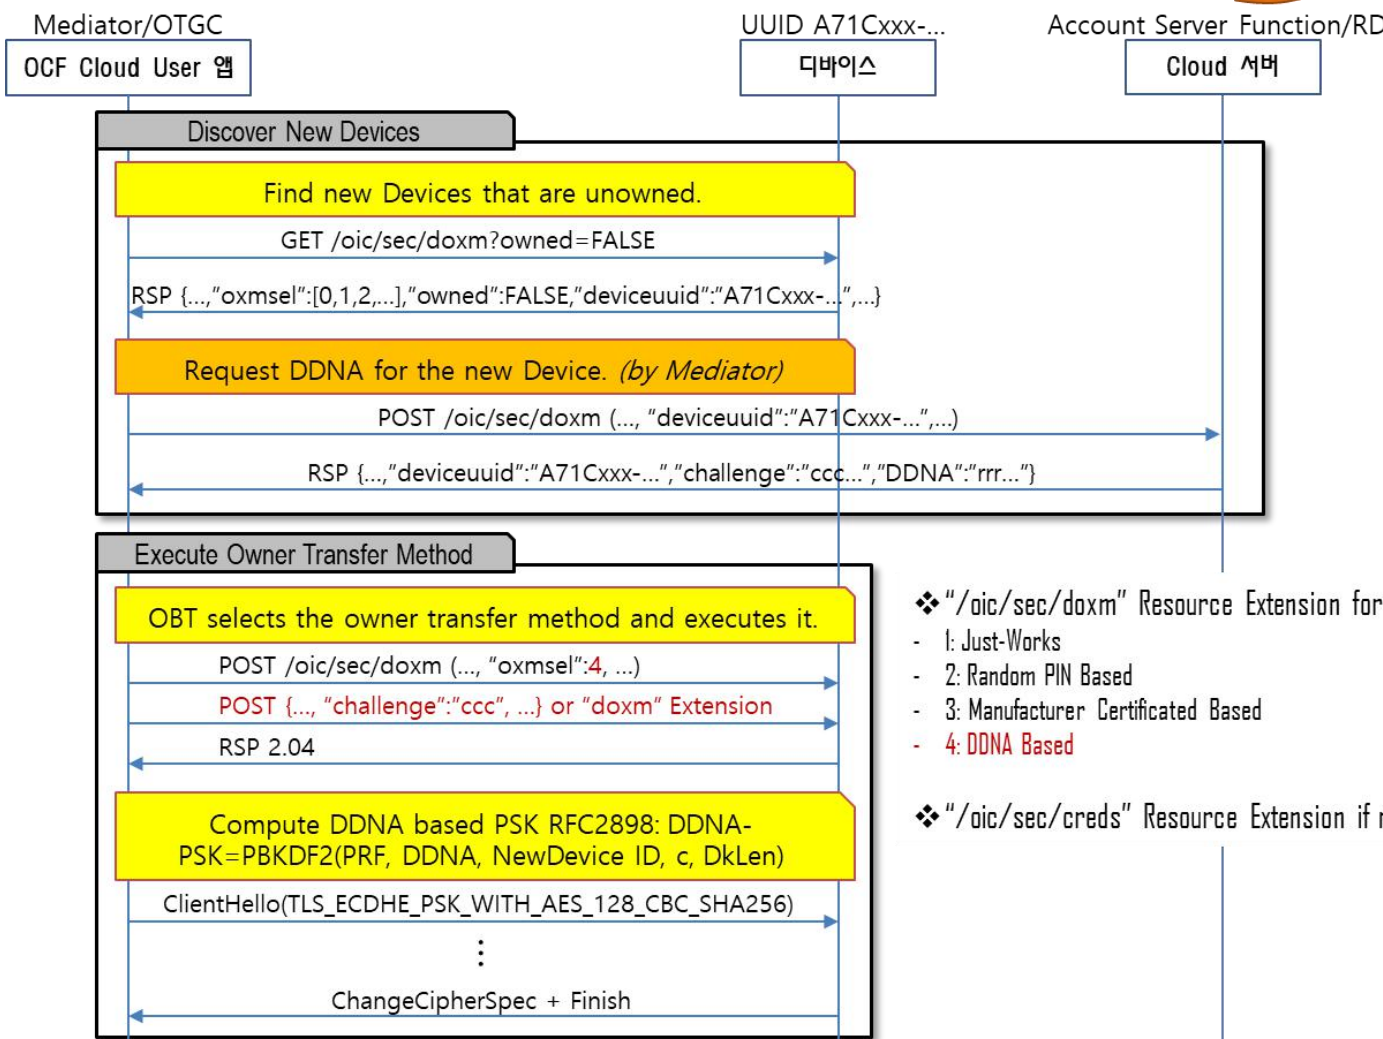 Mediator/OTGC
UUID A71Cxxx-...
Account Server Function/RD
OCF Cloud User 앱
디바이스
Cloud 서버
Discover New Devices
Find new Devices that are unowned.
GET /oic/sec/doxm?owned=FALSE
RSP {...,"oxmsel":[0,1,2,...],"owned":FALSE,"deviceuuid":"A71Cxxx-...",...}
Request DDNA for the new Device. (by Mediator)
POST /oic/sec/doxm (..., "deviceuuid":"A71Cxxx-...",...)
RSP {...,"deviceuuid":"A71Cxxx-...","challenge":"ccc...","DDNA":"rrr..."}
Execute Owner Transfer Method
OBT selects the owner transfer method and executes it.
POST /oic/sec/doxm (..., "oxmsel":4, ...)
POST {..., "challenge":"ccc", ...} or "doxm" Extension
RSP 2.04
Compute DDNA based PSK RFC2898: DDNA-
PSK=PBKDF2(PRF, DDNA, NewDevice ID, c, DkLen)
ClientHello(TLS_ECDHE_PSK_WITH_AES_128_CBC_SHA256)
⋮
ChangeCipherSpec + Finish
❖ "/oic/sec/doxm" Resource Extension for
- 1: Just-Works
- 2: Random PIN Based
- 3: Manufacturer Certificated Based
- 4: DDNA Based
❖ "/oic/sec/creds" Resource Extension if